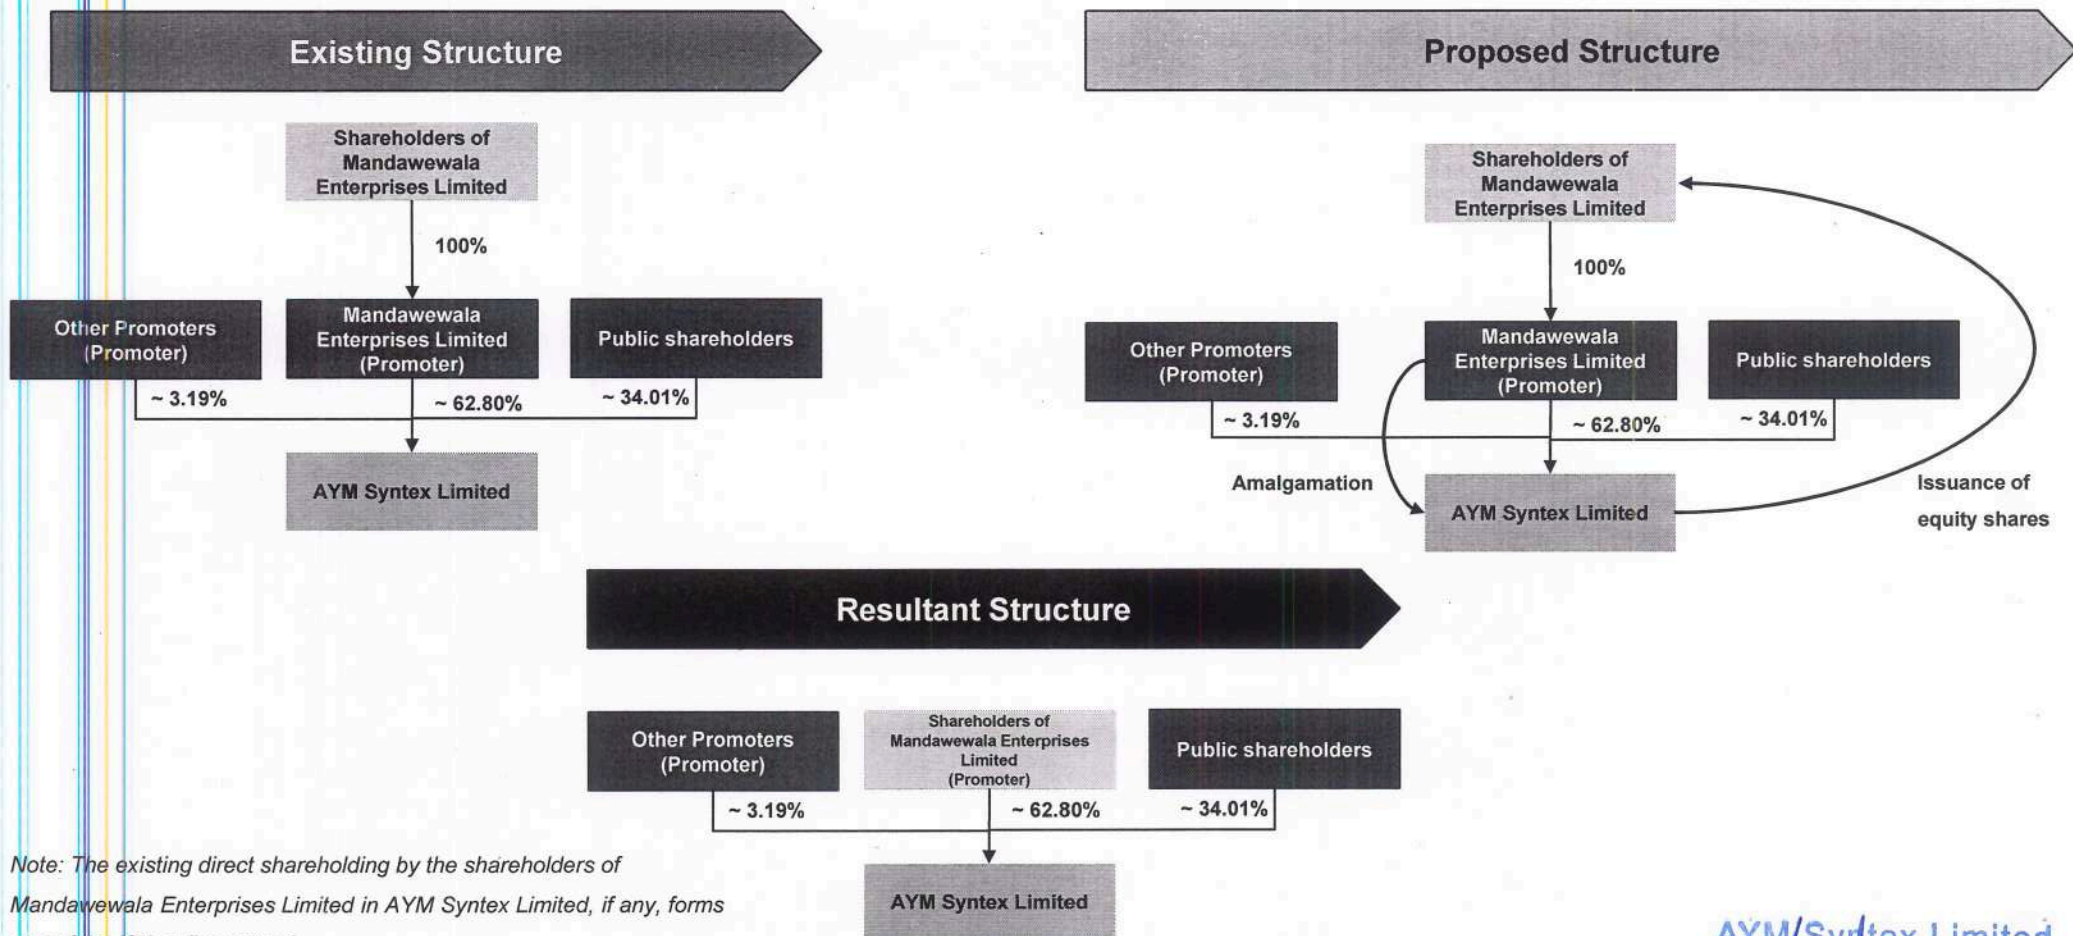 Existing Structure
Shareholders of
Mandawewala
Enterprises Limited
100%
Other Promoters
(Promoter)
Mandawewala
Enterprises Limited
(Promoter)
Public shareholders
~ 3.19%
~ 62.80%
~ 34.01%
AYM Syntex Limited
Proposed Structure
Shareholders of
Mandawewala
Enterprises Limited
100%
Other Promoters
(Promoter)
Mandawewala
Enterprises Limited
(Promoter)
Public shareholders
~ 3.19%
~ 62.80%
~ 34.01%
Amalgamation
AYM Syntex Limited
Issuance of
equity shares
Resultant Structure
Other Promoters
(Promoter)
Shareholders of
Mandawewala Enterprises
Limited
(Promoter)
Public shareholders
~ 3.19%
~ 62.80%
~ 34.01%
AYM Syntex Limited
Note: The existing direct shareholding by the shareholders of
Mandawewala Enterprises Limited in AYM Syntex Limited, if any, forms
AYM Syntex Limited